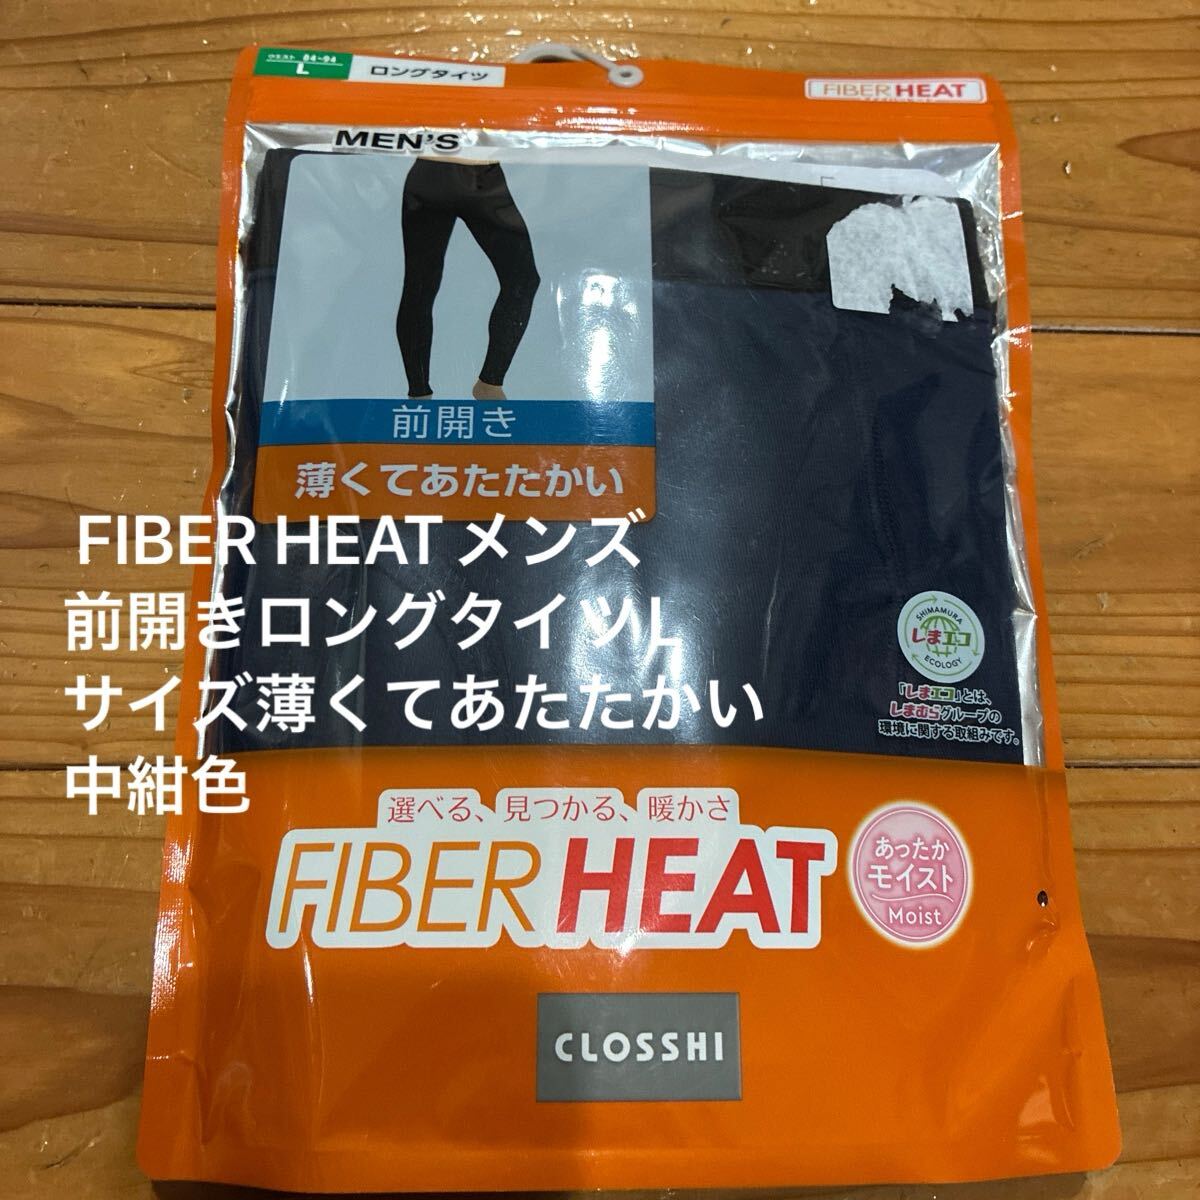 ウエスト 84-94
L
ロングタイツ
FIBER HEAT
MEN'S
前開き
薄くてあたたかい
FIBER HEATメンズ
前開きロングタイツL
サイズ薄くてあたたかい
中紺色
SHIMAMURA
しまエコ
ECOLOGY
「しまエコ」とは、
しまむらグループの
環境に関する取組みです。
選べる、見つかる、暖かさ
FIBER HEAT
あったか
モイスト
Moist
CLOSSHI